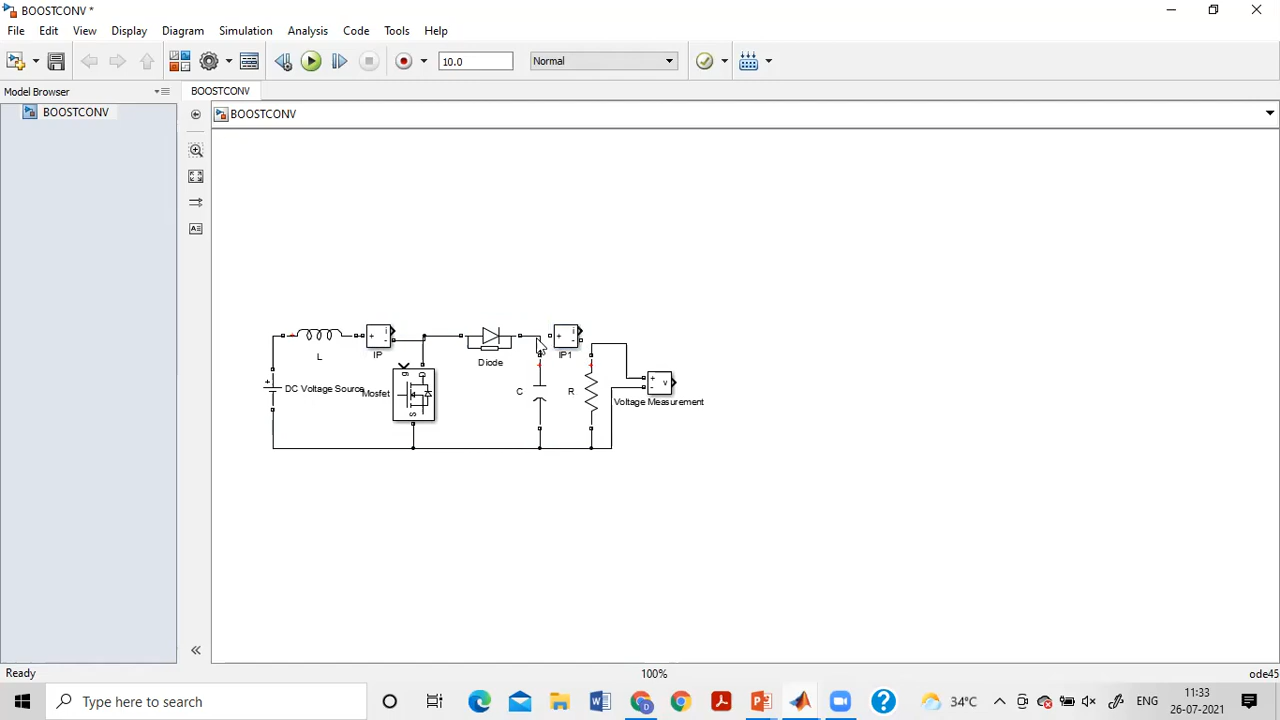 BOOSTCONV *
File Edit View Display Diagram Simulation Analysis Code Tools Help
10.0 Normal
Model Browser BOOSTCONV
BOOSTCONV BOOSTCONV
+ i - + i -
L IP Diode IP1
g D
+ DC Voltage Source Mosfet C R + v -
S Voltage Measurement
Ready 100% ode45
Type here to search 34°C ENG 11:33
26-07-2021